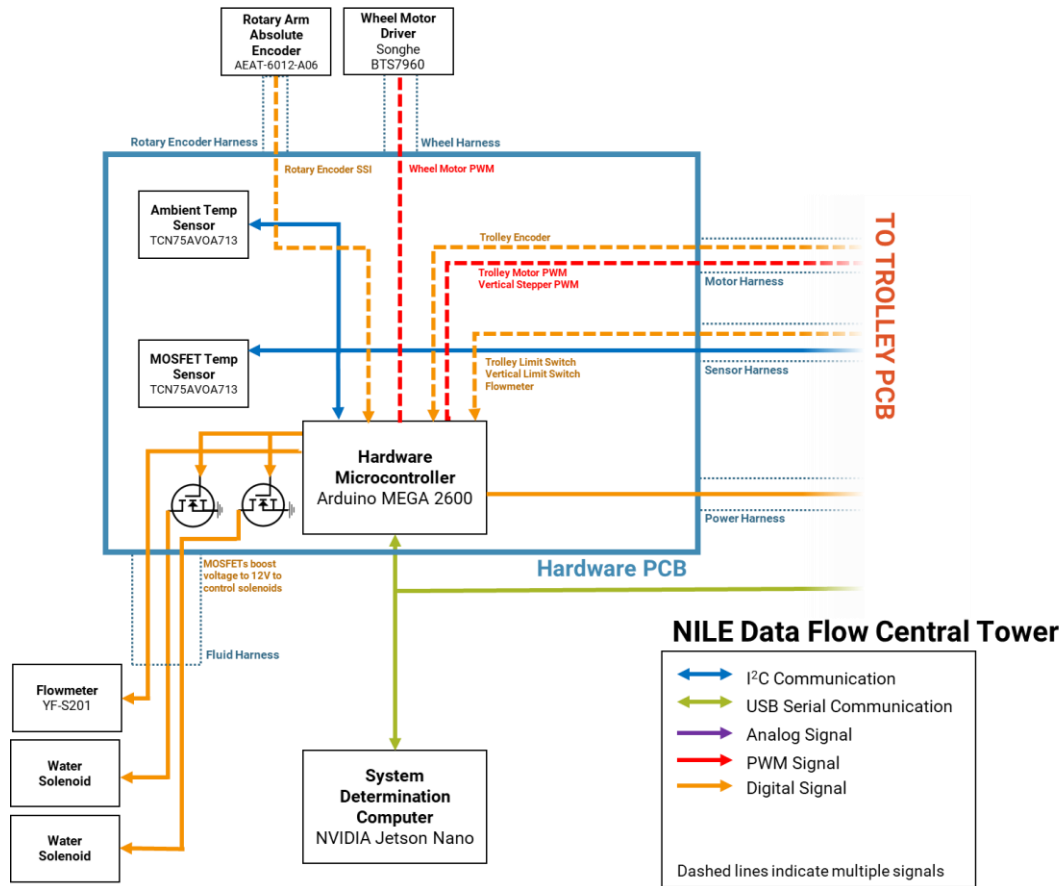 Rotary Arm
Absolute
Encoder
AEAT-6012-A06
Wheel Motor
Driver
Songhe
BTS7960
Rotary Encoder Harness
Wheel Harness
Rotary Encoder SSI
Wheel Motor PWM
Ambient Temp
Sensor
TCN75AVOA713
Trolley Encoder
Trolley Motor PWM
Vertical Stepper PWM
Motor Harness
TO TROLLEY PCB
MOSFET Temp
Sensor
TCN75AVOA713
Trolley Limit Switch
Vertical Limit Switch
Flowmeter
Sensor Harness
Hardware
Microcontroller
Arduino MEGA 2600
Power Harness
MOSFETs boost
voltage to 12V to
control solenoids
Hardware PCB
Fluid Harness
Flowmeter
YF-S201
Water
Solenoid
Water
Solenoid
System
Determination
Computer
NVIDIA Jetson Nano
NILE Data Flow Central Tower
I²C Communication
USB Serial Communication
Analog Signal
PWM Signal
Digital Signal
Dashed lines indicate multiple signals